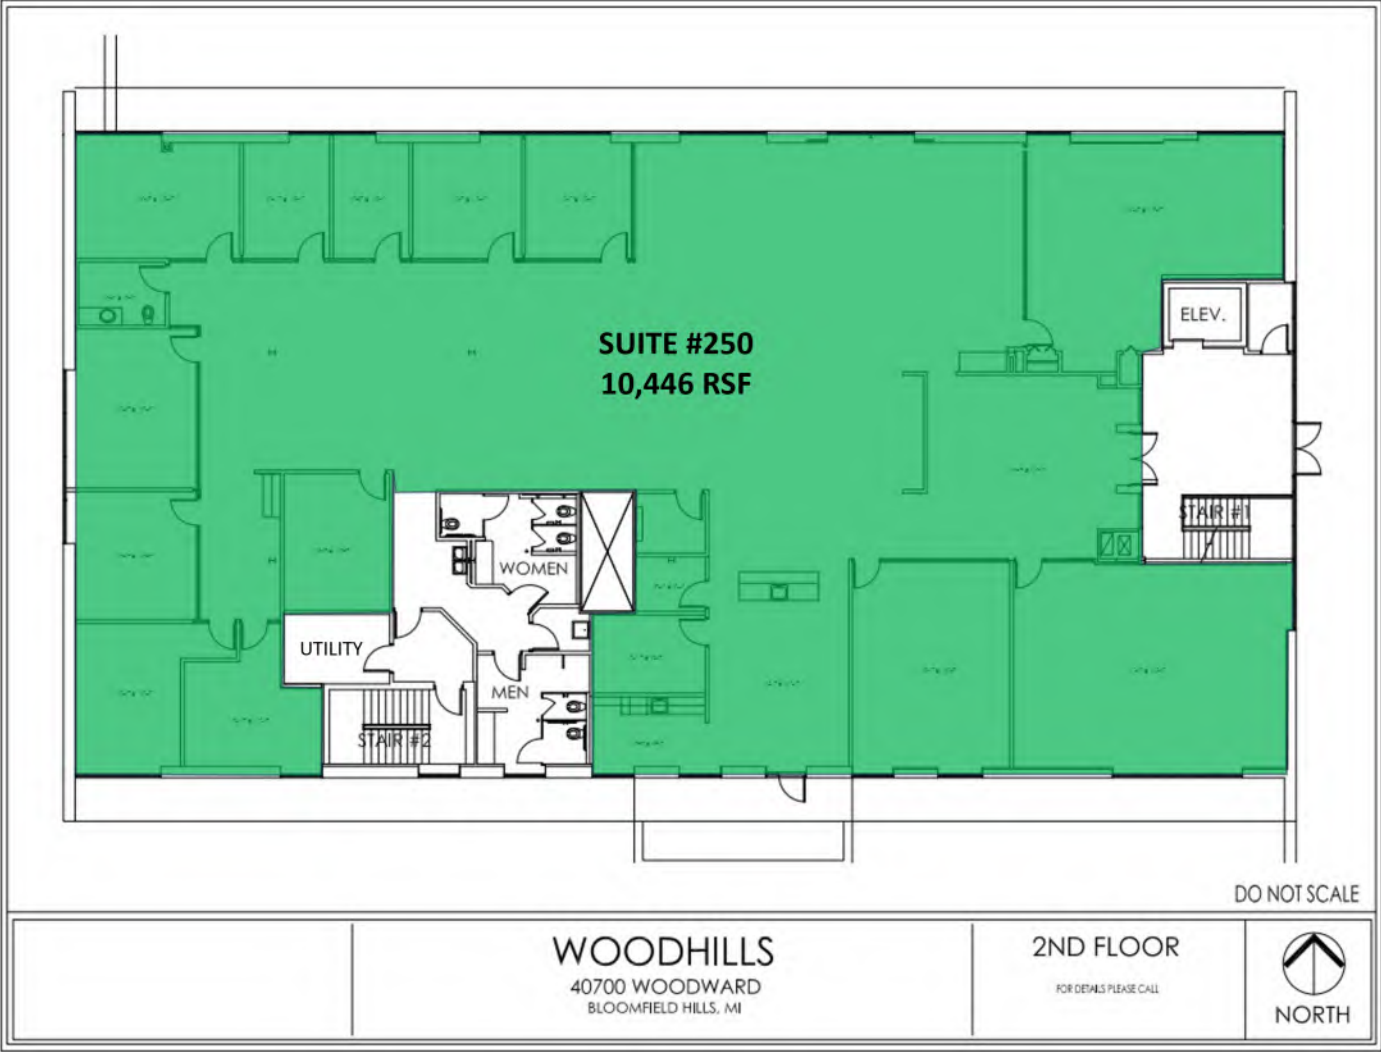 SUITE #250
10,446 RSF
ELEV.
STAIR #1
WOMEN
UTILITY
MEN
STAIR #2
DO NOT SCALE
WOODHILLS
40700 WOODWARD
BLOOMFIELD HILLS, MI
2ND FLOOR
FOR DETAILS PLEASE CALL
NORTH